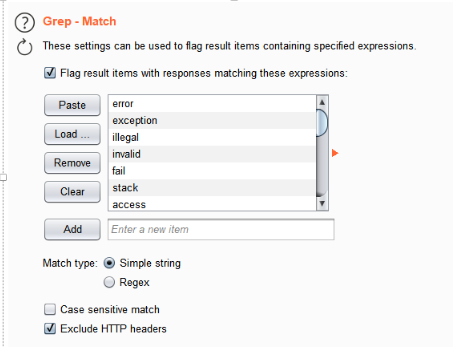 Grep - Match
These settings can be used to flag result items containing specified expressions.
Flag result items with responses matching these expressions:
Paste
Load ...
Remove
Clear
error
exception
illegal
invalid
fail
stack
access
Add
Enter a new item
Match type:
Simple string
Regex
Case sensitive match
Exclude HTTP headers